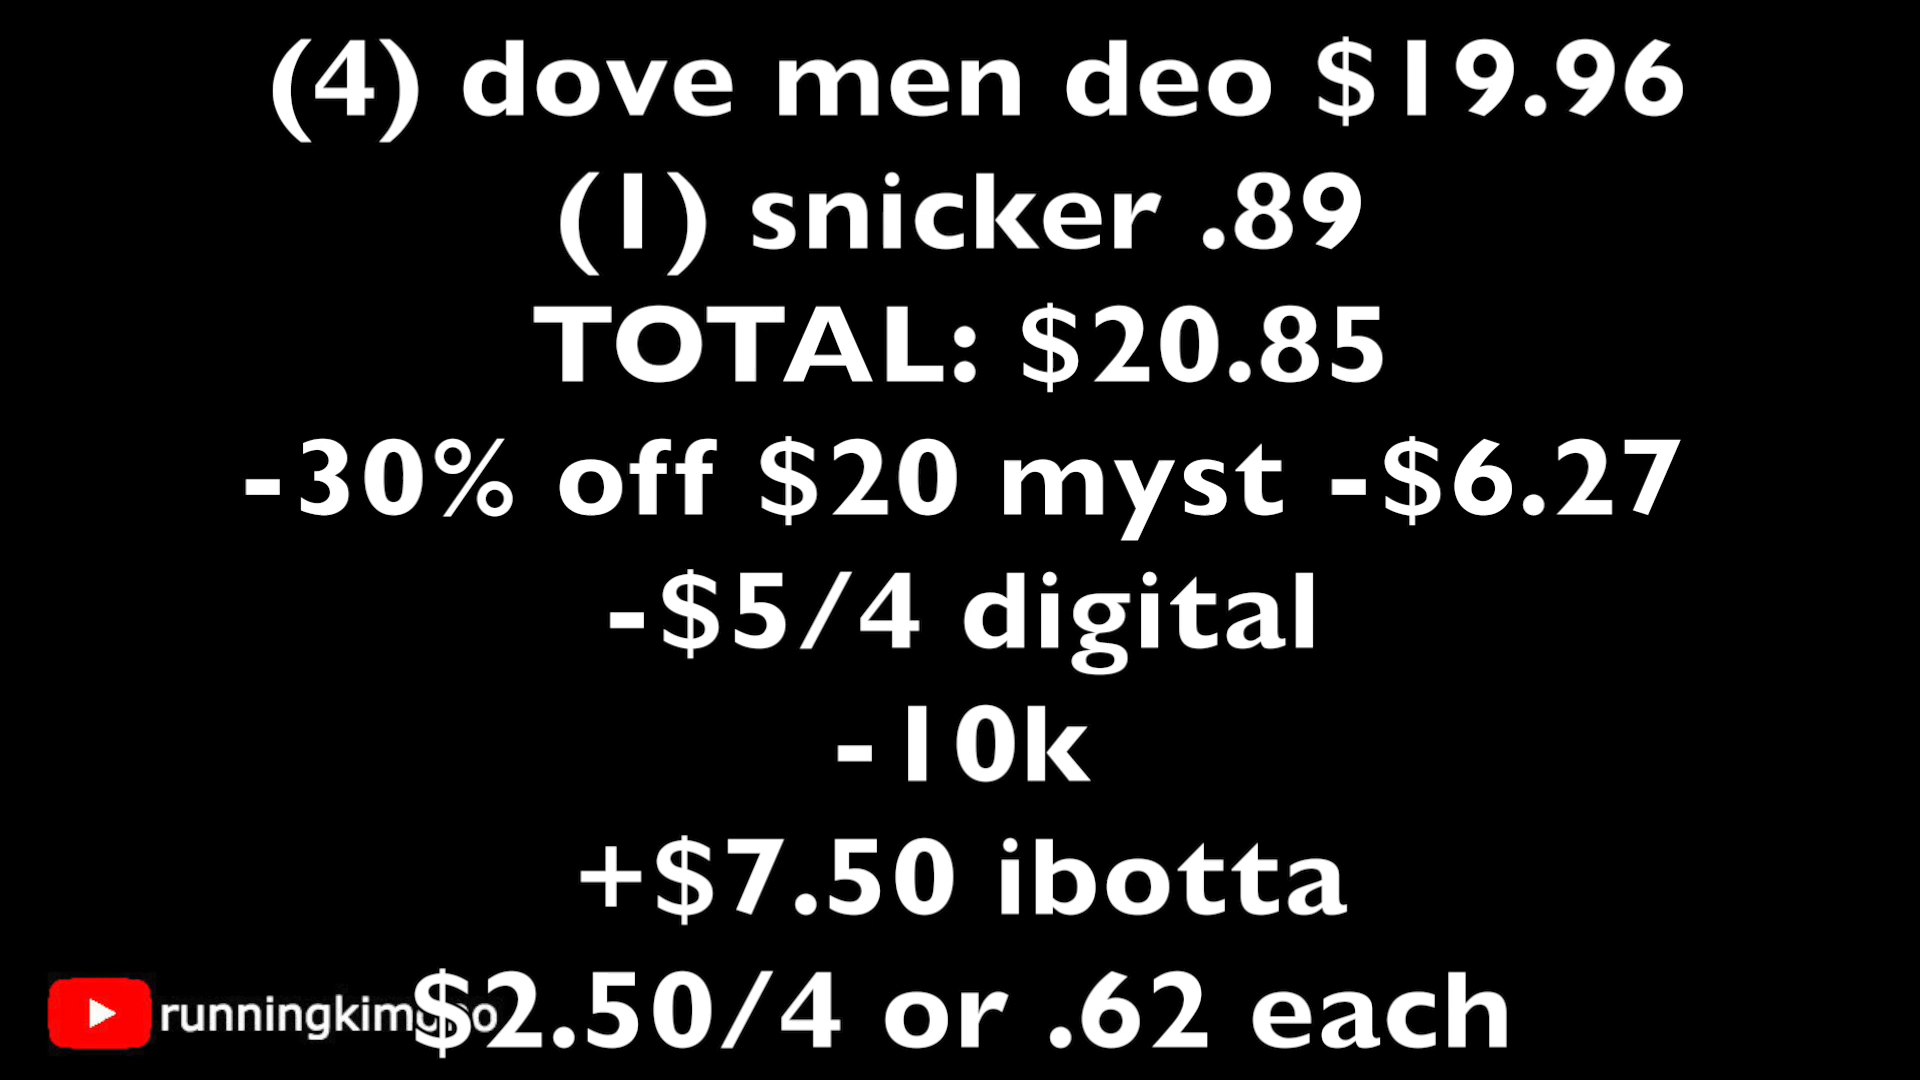 (4) dove men deo $19.96
(1) snicker .89
TOTAL: $20.85
-30% off $20 myst -$6.27
-$5/4 digital
-10k
+$7.50 ibotta
$2.50/4 or .62 each